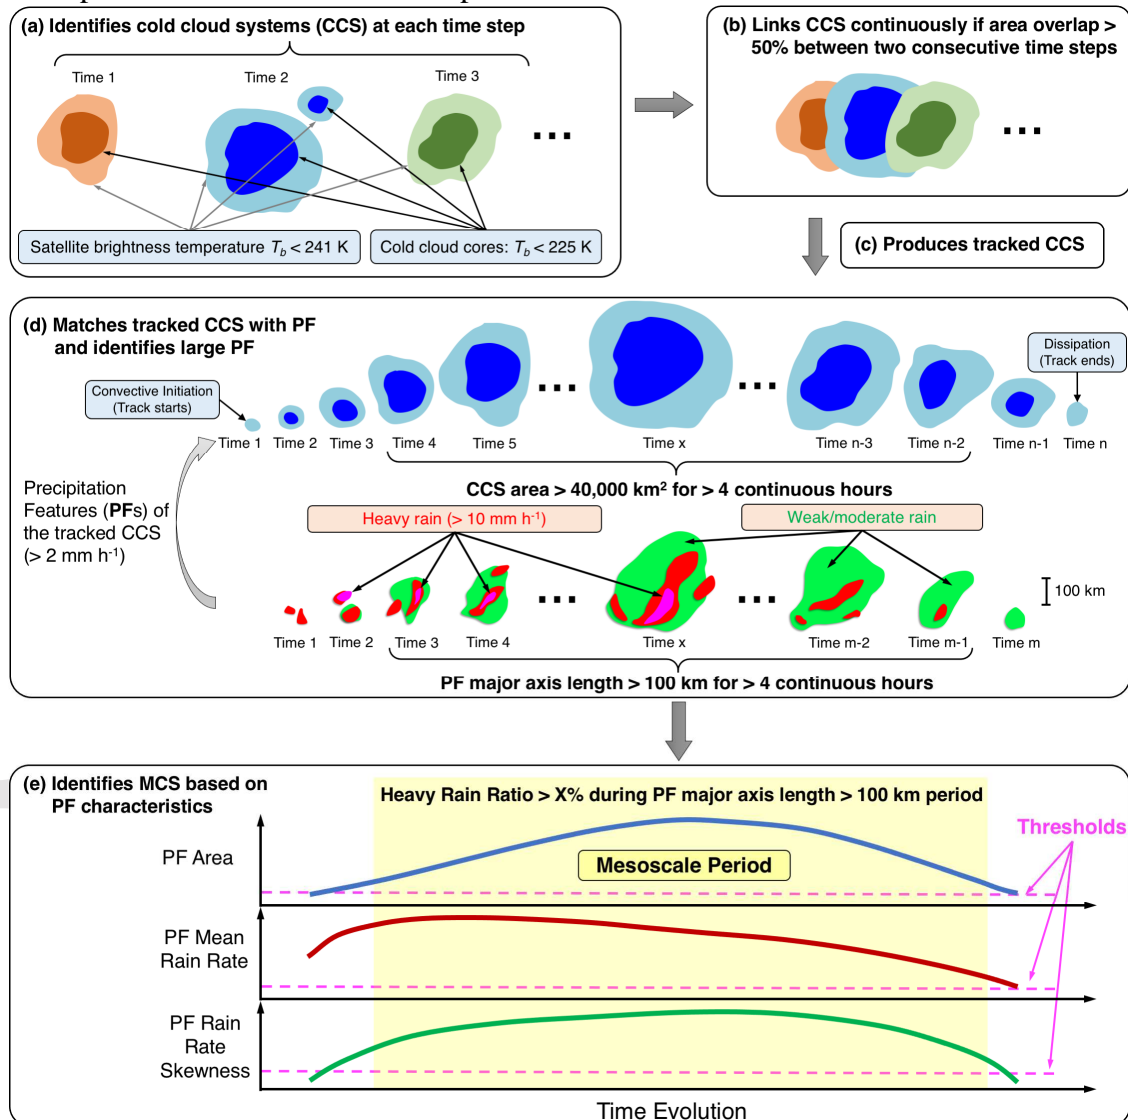 (a) Identifies cold cloud systems (CCS) at each time step
Time 1
Time 2
Time 3
...
Satellite brightness temperature T_b < 241 K
Cold cloud cores: T_b < 225 K
(b) Links CCS continuously if area overlap >
50% between two consecutive time steps
...
(c) Produces tracked CCS
(d) Matches tracked CCS with PF
and identifies large PF
Convective Initiation
(Track starts)
Dissipation
(Track ends)
...
...
Time 1
Time 2
Time 3
Time 4
Time 5
Time x
Time n-3
Time n-2
Time n-1
Time n
CCS area > 40,000 km² for > 4 continuous hours
Precipitation
Features (PFs) of
the tracked CCS
(> 2 mm h⁻¹)
Heavy rain (> 10 mm h⁻¹)
Weak/moderate rain
...
...
100 km
Time 1
Time 2
Time 3
Time 4
Time x
Time m-2
Time m-1
Time m
PF major axis length > 100 km for > 4 continuous hours
(e) Identifies MCS based on
PF characteristics
Heavy Rain Ratio > X% during PF major axis length > 100 km period
Thresholds
PF Area
Mesoscale Period
PF Mean
Rain Rate
PF Rain
Rate
Skewness
Time Evolution